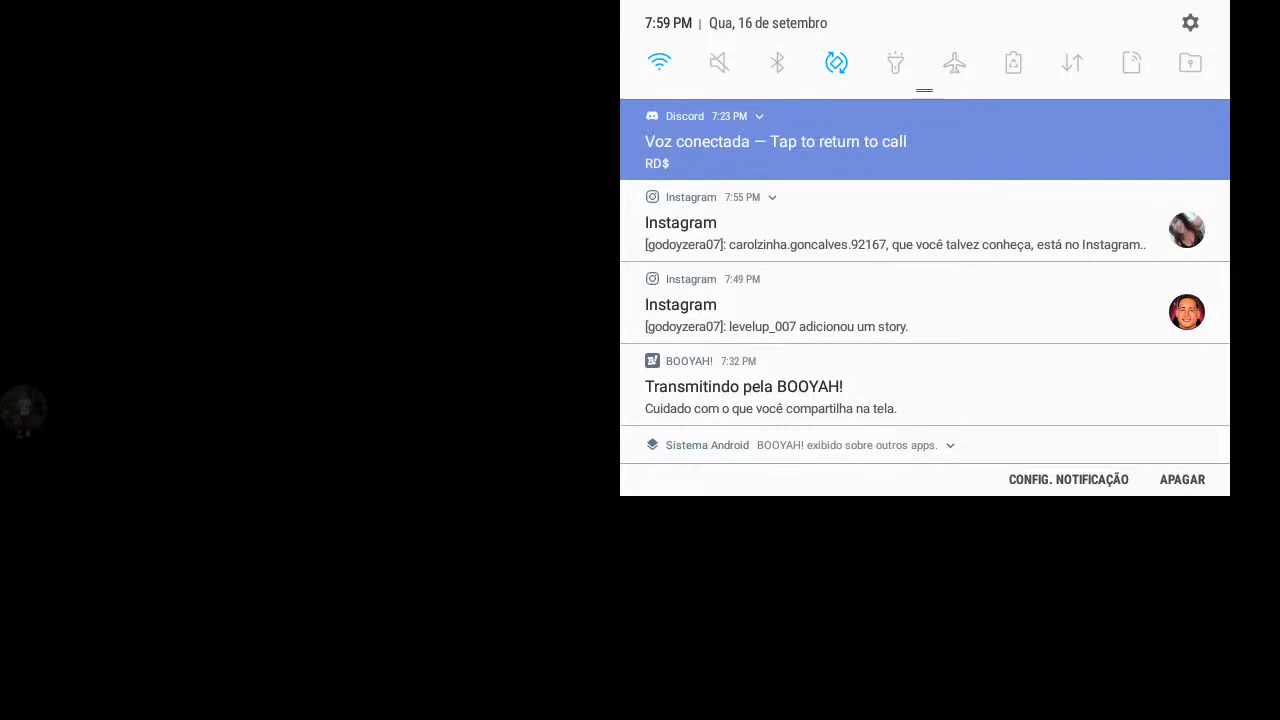 7:59 PM | Qua, 16 de setembro
Discord 7:23 PM
Voz conectada — Tap to return to call
RD$
Instagram 7:55 PM
Instagram
[godoyzera07]: carolzinha.goncalves.92167, que você talvez conheça, está no Instagram..
Instagram 7:49 PM
Instagram
[godoyzera07]: levelup_007 adicionou um story.
BOOYAH! 7:32 PM
Transmitindo pela BOOYAH!
Cuidado com o que você compartilha na tela.
Sistema Android BOOYAH! exibido sobre outros apps.
CONFIG. NOTIFICAÇÃO APAGAR